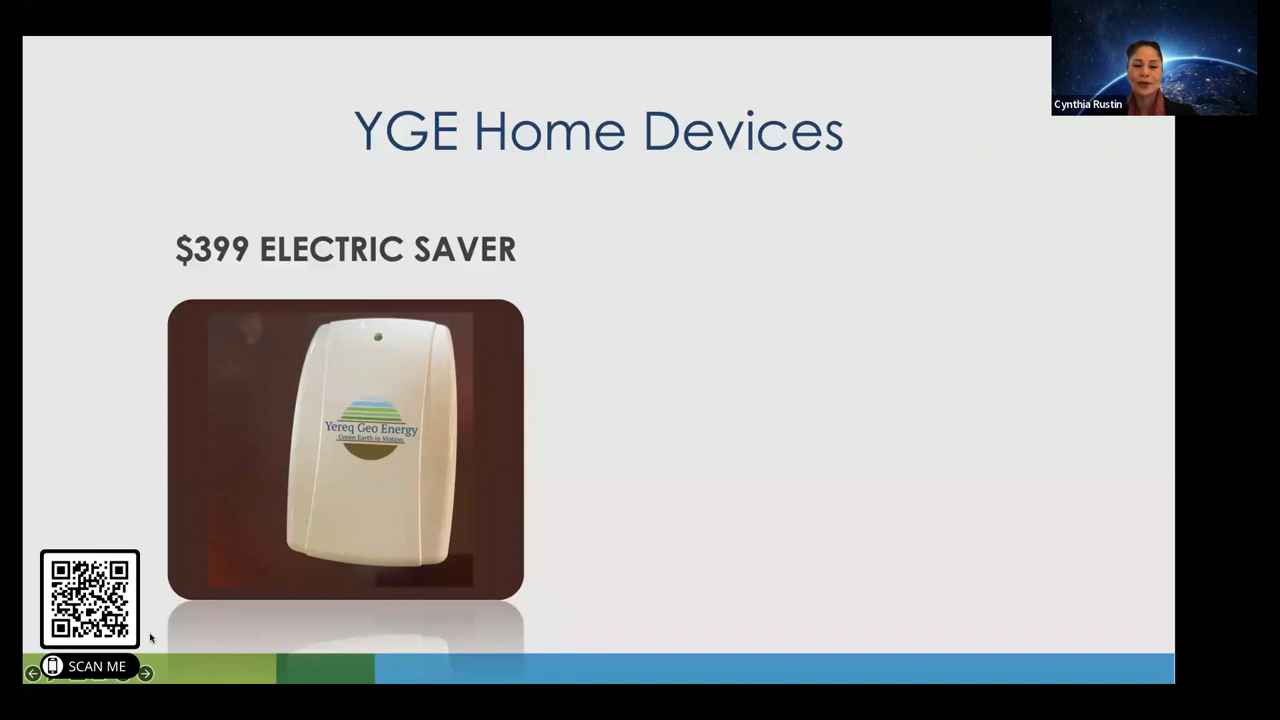 YGE Home Devices
Cynthia Rustin
$399 ELECTRIC SAVER
Yereq Geo Energy
Green Earth in Motion
SCAN ME